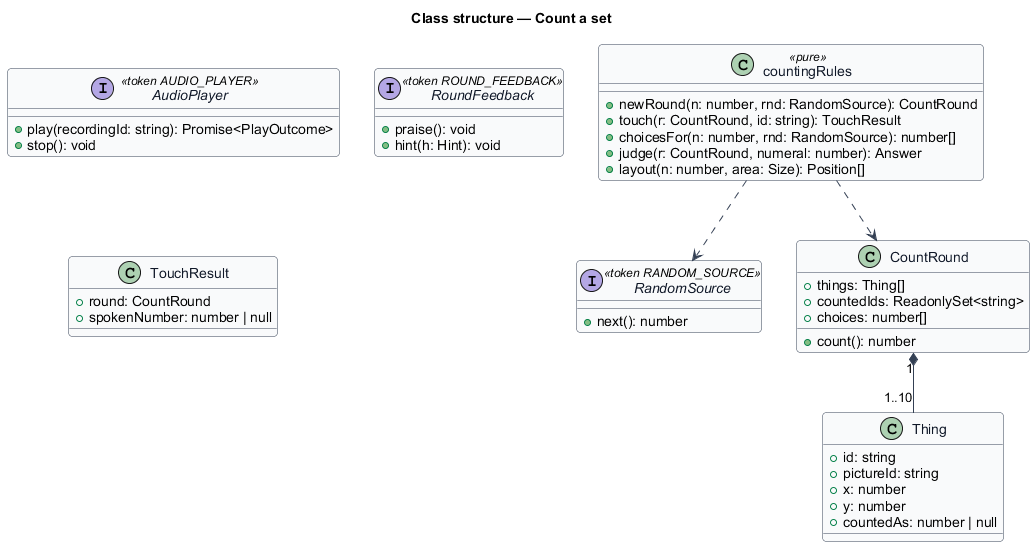 Class structure — Count a set
«token AUDIO_PLAYER»
I
AudioPlayer
play(recordingId: string): Promise<PlayOutcome>
stop(): void
«token ROUND_FEEDBACK»
I
RoundFeedback
praise(): void
hint(h: Hint): void
«pure»
C
countingRules
newRound(n: number, rnd: RandomSource): CountRound
touch(r: CountRound, id: string): TouchResult
choicesFor(n: number, rnd: RandomSource): number[]
judge(r: CountRound, numeral: number): Answer
layout(n: number, area: Size): Position[]
C TouchResult
round: CountRound
spokenNumber: number | null
«token RANDOM_SOURCE»
I
RandomSource
next(): number
C CountRound
things: Thing[]
countedIds: ReadonlySet<string>
choices: number[]
count(): number
1
1..10
C Thing
id: string
pictureId: string
x: number
y: number
countedAs: number | null